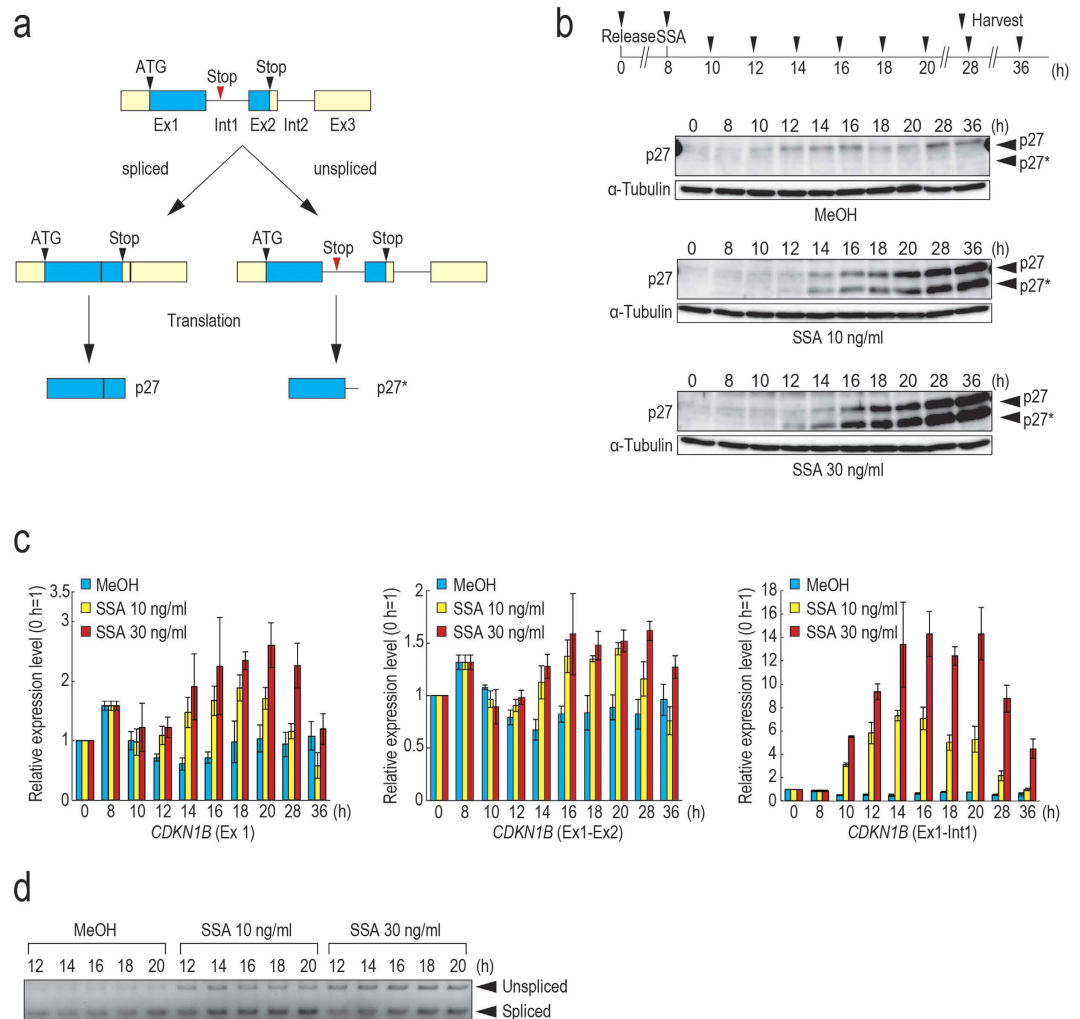 a
ATG
Stop
Stop
Ex1
Int1
Ex2
Int2
Ex3
spliced
unspliced
ATG
Stop
ATG
Stop
Stop
Translation
p27
p27*
b
Harvest
Release
SSA
0 8 10 12 14 16 18 20 28 36 (h)
0 8 10 12 14 16 18 20 28 36 (h)
p27
p27
p27*
α-Tubulin
MeOH
0 8 10 12 14 16 18 20 28 36 (h)
p27
p27
p27*
α-Tubulin
SSA 10 ng/ml
0 8 10 12 14 16 18 20 28 36 (h)
p27
p27
p27*
α-Tubulin
SSA 30 ng/ml
c
Relative expression level (0 h=1)
3.5
3
2
1
0
MeOH
SSA 10 ng/ml
SSA 30 ng/ml
0 8 10 12 14 16 18 20 28 36 (h)
CDKN1B (Ex 1)
Relative expression level (0 h=1)
2
1.5
1
0.5
0
MeOH
SSA 10 ng/ml
SSA 30 ng/ml
0 8 10 12 14 16 18 20 28 36 (h)
CDKN1B (Ex1-Ex2)
Relative expression level (0 h=1)
18
16
14
12
10
8
6
4
2
0
MeOH
SSA 10 ng/ml
SSA 30 ng/ml
0 8 10 12 14 16 18 20 28 36 (h)
CDKN1B (Ex1-Int1)
d
MeOH
SSA 10 ng/ml
SSA 30 ng/ml
12 14 16 18 20 12 14 16 18 20 12 14 16 18 20 (h)
Unspliced
Spliced